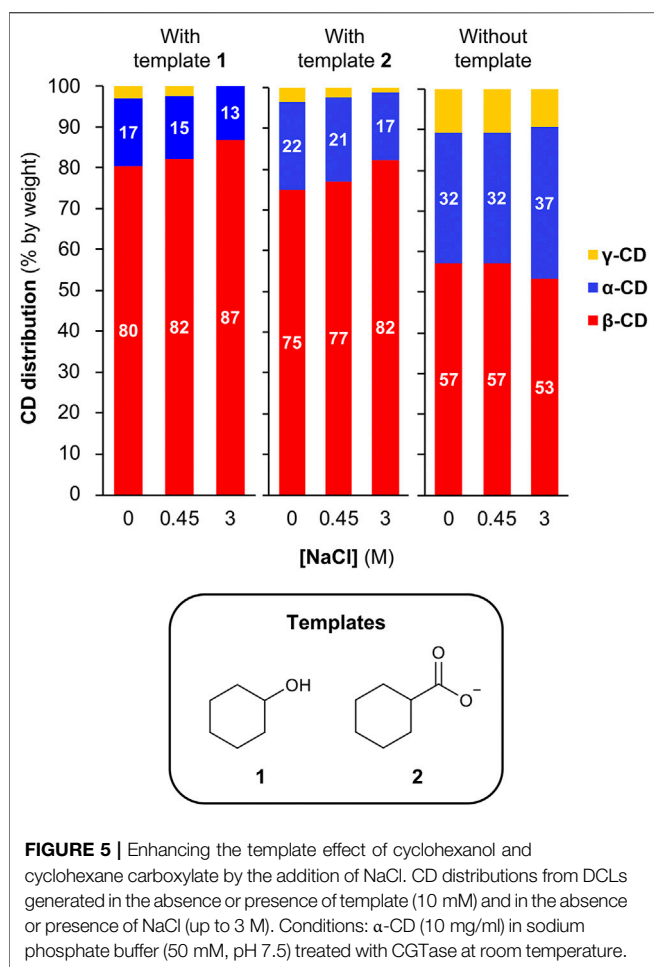 With template 1
With template 2
Without template
CD distribution (% by weight)
100
90
80
70
60
50
40
30
20
10
0
17
15
13
80
82
87
22
21
17
75
77
82
32
32
37
57
57
53
γ-CD
α-CD
β-CD
0 0.45 3
0 0.45 3
0 0.45 3
[NaCl] (M)
Templates
OH
O
O−
1
2
FIGURE 5 | Enhancing the template effect of cyclohexanol and
cyclohexane carboxylate by the addition of NaCl. CD distributions from DCLs
generated in the absence or presence of template (10 mM) and in the absence
or presence of NaCl (up to 3 M). Conditions: α-CD (10 mg/ml) in sodium
phosphate buffer (50 mM, pH 7.5) treated with CGTase at room temperature.